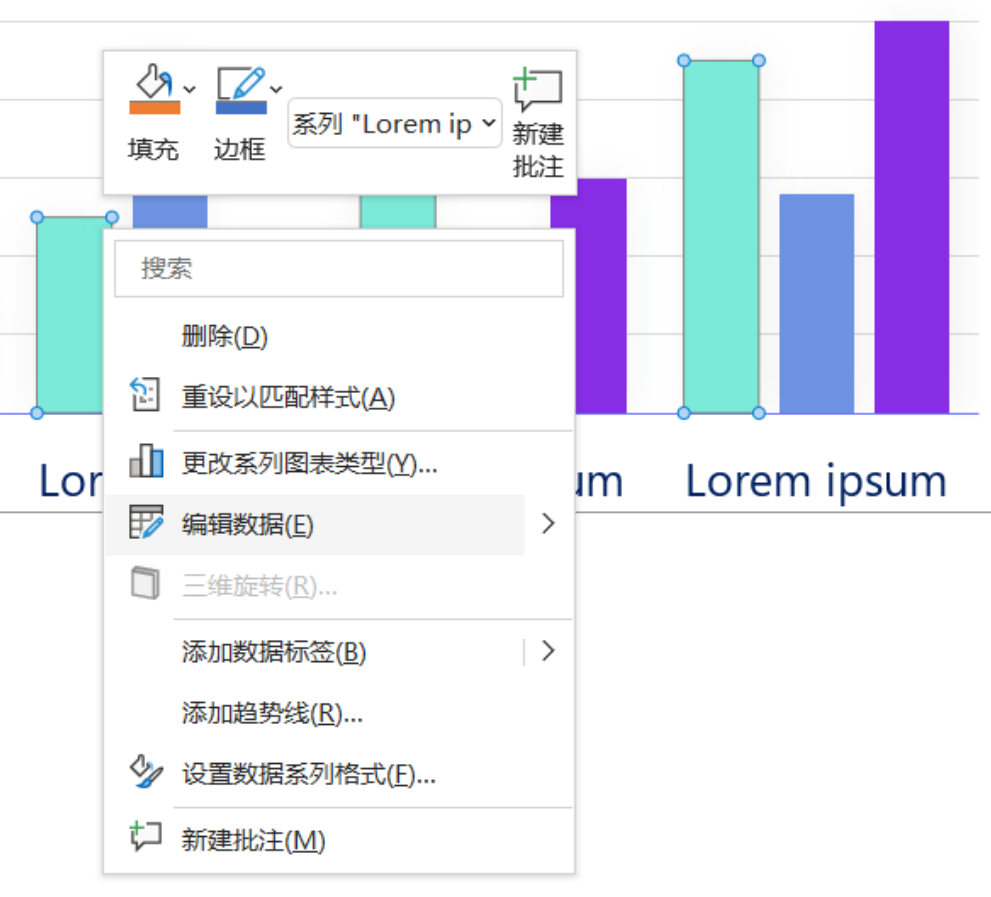 填充
边框
系列 "Lorem ip
新建
批注
搜索
删除(D)
重设以匹配样式(A)
更改系列图表类型(Y)...
编辑数据(E)
三维旋转(R)...
添加数据标签(B)
添加趋势线(R)...
设置数据系列格式(F)...
新建批注(M)
Lor
um
Lorem ipsum